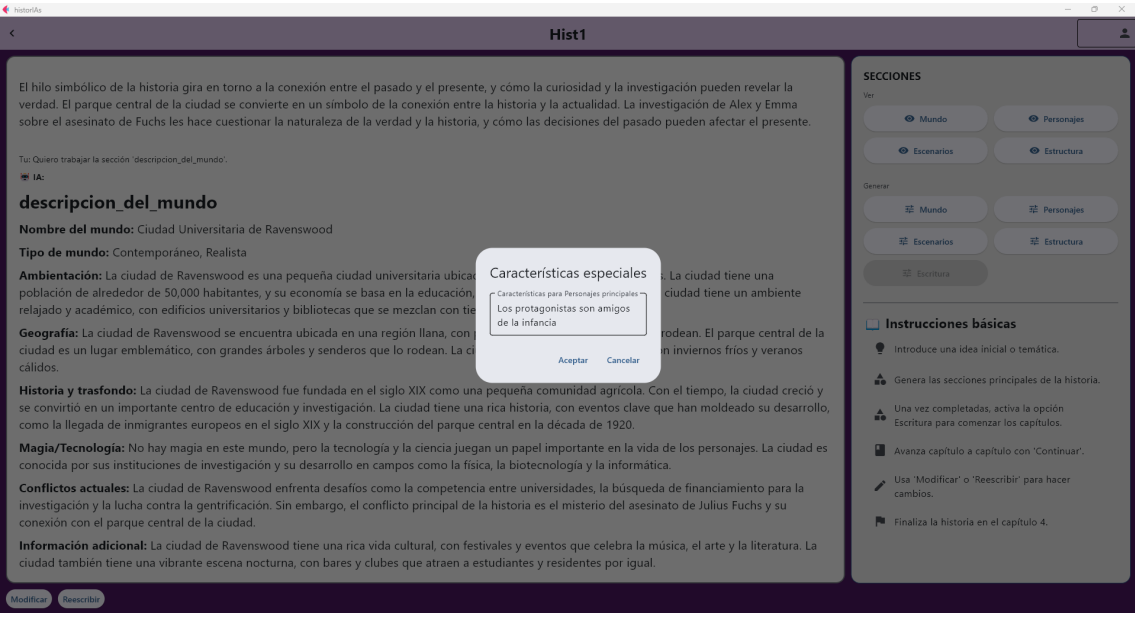 historIAs
Hist1
El hilo simbólico de la historia gira en torno a la conexión entre el pasado y el presente, y cómo la curiosidad y la investigación pueden revelar la
verdad. El parque central de la ciudad se convierte en un símbolo de la conexión entre la historia y la actualidad. La investigación de Alex y Emma
sobre el asesinato de Fuchs les hace cuestionar la naturaleza de la verdad y la historia, y cómo las decisiones del pasado pueden afectar el presente.
Tu: Quiero trabajar la sección 'descripcion_del_mundo'.
IA:
descripcion_del_mundo
Nombre del mundo: Ciudad Universitaria de Ravenswood
Tipo de mundo: Contemporáneo, Realista
Ambientación: La ciudad de Ravenswood es una pequeña ciudad universitaria ubicad s. La ciudad tiene una
población de alrededor de 50,000 habitantes, y su economía se basa en la educación, ciudad tiene un ambiente
relajado y académico, con edificios universitarios y bibliotecas que se mezclan con tie
Geografía: La ciudad de Ravenswood se encuentra ubicada en una región llana, con rodean. El parque central de la
ciudad es un lugar emblemático, con grandes árboles y senderos que lo rodean. La ci n inviernos fríos y veranos
cálidos.
Historia y trasfondo: La ciudad de Ravenswood fue fundada en el siglo XIX como una pequeña comunidad agrícola. Con el tiempo, la ciudad creció y
se convirtió en un importante centro de educación y investigación. La ciudad tiene una rica historia, con eventos clave que han moldeado su desarrollo,
como la llegada de inmigrantes europeos en el siglo XIX y la construcción del parque central en la década de 1920.
Magia/Tecnología: No hay magia en este mundo, pero la tecnología y la ciencia juegan un papel importante en la vida de los personajes. La ciudad es
conocida por sus instituciones de investigación y su desarrollo en campos como la física, la biotecnología y la informática.
Conflictos actuales: La ciudad de Ravenswood enfrenta desafíos como la competencia entre universidades, la búsqueda de financiamiento para la
investigación y la lucha contra la gentrificación. Sin embargo, el conflicto principal de la historia es el misterio del asesinato de Julius Fuchs y su
conexión con el parque central de la ciudad.
Información adicional: La ciudad de Ravenswood tiene una rica vida cultural, con festivales y eventos que celebra la música, el arte y la literatura. La
ciudad también tiene una vibrante escena nocturna, con bares y clubes que atraen a estudiantes y residentes por igual.
Modificar Reescribir
Características especiales
Características para Personajes principales
Los protagonistas son amigos
de la infancia
Aceptar Cancelar
SECCIONES
Ver
Mundo Personajes
Escenarios Estructura
Generar
Mundo Personajes
Escenarios Estructura
Escritura
Instrucciones básicas
Introduce una idea inicial o temática.
Genera las secciones principales de la historia.
Una vez completadas, activa la opción
Escritura para comenzar los capítulos.
Avanza capítulo a capítulo con 'Continuar'.
Usa 'Modificar' o 'Reescribir' para hacer
cambios.
Finaliza la historia en el capítulo 4.